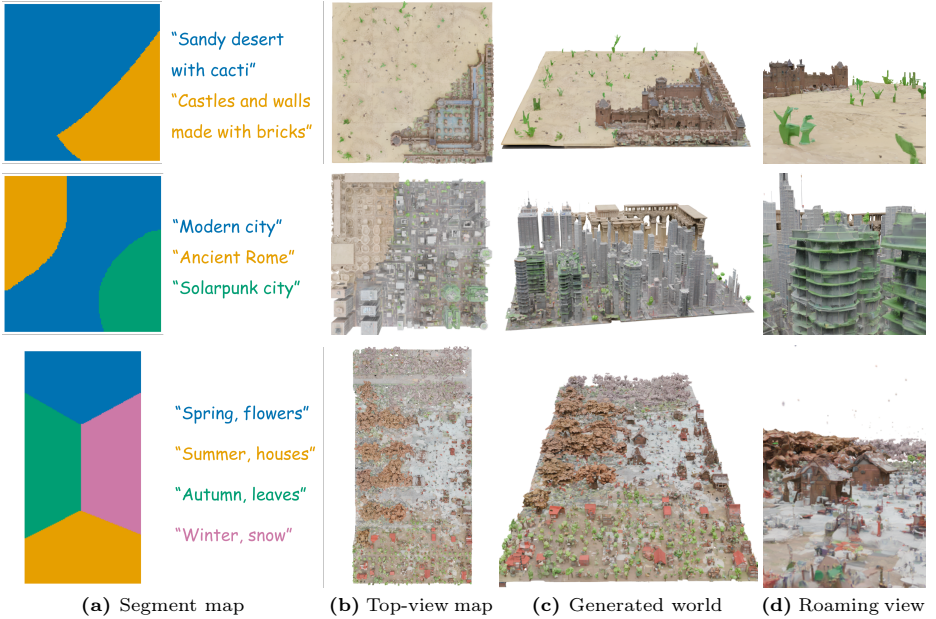 “Sandy desert
with cacti”
“Castles and walls
made with bricks”
“Modern city”
“Ancient Rome”
“Solarpunk city”
“Spring, flowers”
“Summer, houses”
“Autumn, leaves”
“Winter, snow”
(a) Segment map
(b) Top-view map
(c) Generated world
(d) Roaming view